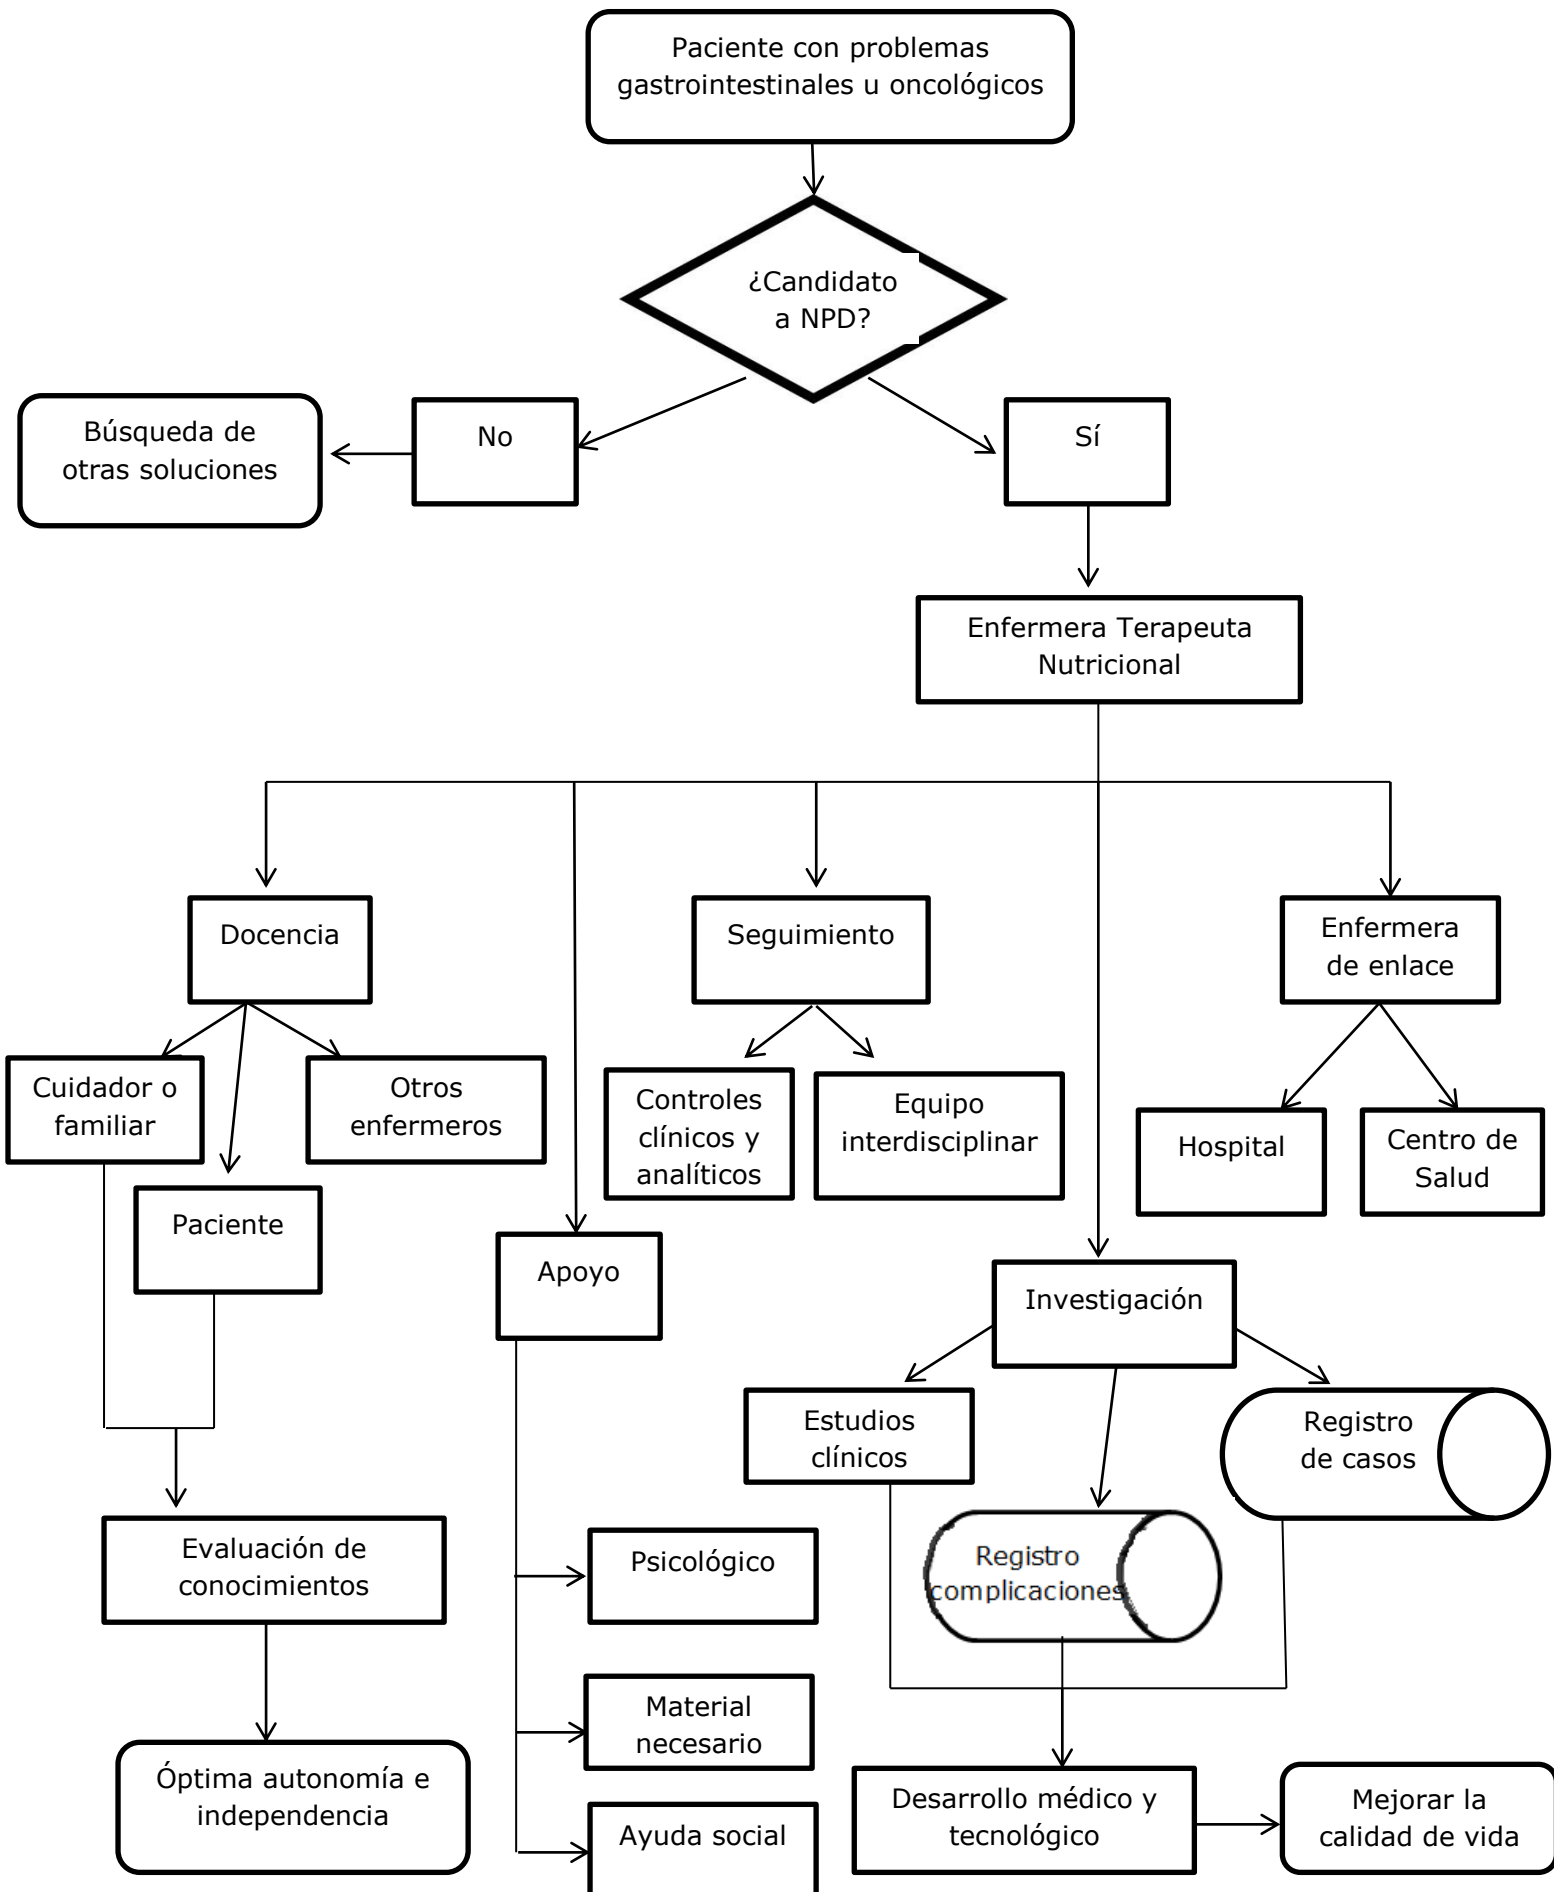 Paciente con problemas
gastrointestinales u oncológicos
¿Candidato
a NPD?
Búsqueda de
otras soluciones
No
Sí
Enfermera Terapeuta
Nutricional
Docencia
Seguimiento
Enfermera
de enlace
Cuidador o
familiar
Otros
enfermeros
Controles
clínicos y
analíticos
Equipo
interdisciplinar
Hospital
Centro de
Salud
Paciente
Apoyo
Investigación
Estudios
clínicos
Registro
de casos
Evaluación de
conocimientos
Psicológico
Registro
complicaciones
Material
necesario
Óptima autonomía e
independencia
Ayuda social
Desarrollo médico y
tecnológico
Mejorar la
calidad de vida